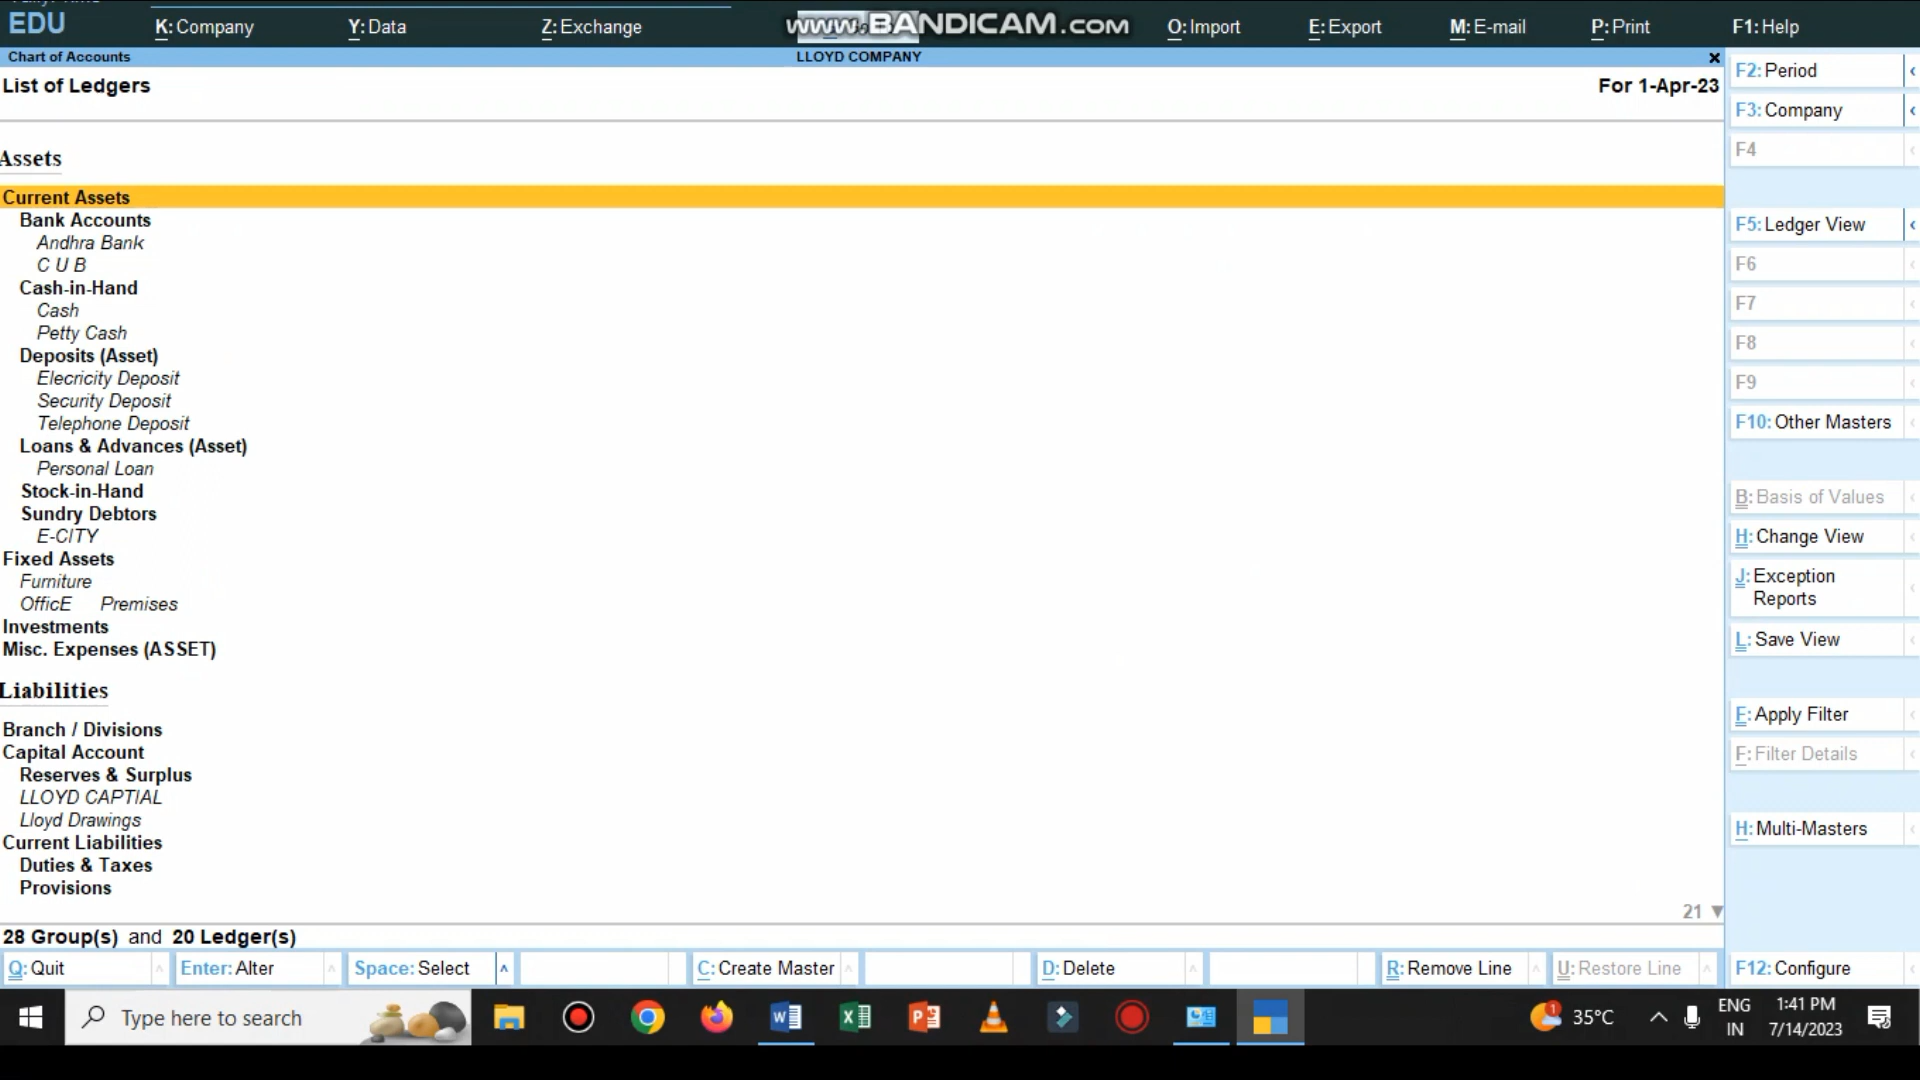 EDU
K: Company
Y: Data
Z: Exchange
www.BANDICAM.com
O: Import
E: Export
M: E-mail
P: Print
F1: Help
Chart of Accounts
LLOYD COMPANY
List of Ledgers
For 1-Apr-23
Assets
Current Assets
Bank Accounts
Andhra Bank
C U B
Cash-in-Hand
Cash
Petty Cash
Deposits (Asset)
Elecricity Deposit
Security Deposit
Telephone Deposit
Loans & Advances (Asset)
Personal Loan
Stock-in-Hand
Sundry Debtors
E-CITY
Fixed Assets
Furniture
OfficE Premises
Investments
Misc. Expenses (ASSET)
Liabilities
Branch / Divisions
Capital Account
Reserves & Surplus
LLOYD CAPTIAL
Lloyd Drawings
Current Liabilities
Duties & Taxes
Provisions
21
28 Group(s) and 20 Ledger(s)
F2: Period
F3: Company
F4
F5: Ledger View
F6
F7
F8
F9
F10: Other Masters
B: Basis of Values
H: Change View
J: Exception
Reports
L: Save View
F: Apply Filter
F: Filter Details
H: Multi-Masters
F12: Configure
Q: Quit
Enter: Alter
Space: Select
C: Create Master
D: Delete
R: Remove Line
U: Restore Line
Type here to search
35°C
ENG
IN
1:41 PM
7/14/2023